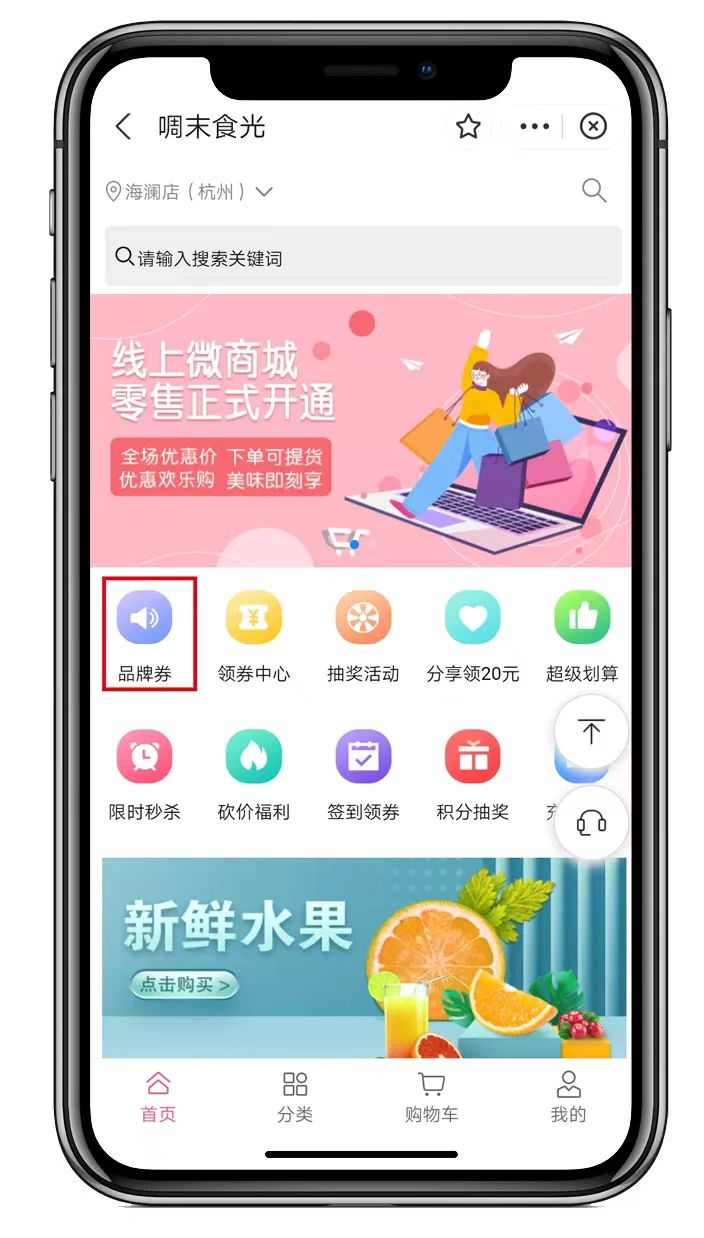 啁末食光
海澜店（杭州）
请输入搜索关键词
线上微商城
零售正式开通
全场优惠价 下单可提货
优惠欢乐购 美味即刻享
品牌券
领券中心
抽奖活动
分享领20元
超级划算
限时秒杀
砍价福利
签到领券
积分抽奖
新鲜水果
点击购买 >
首页
分类
购物车
我的